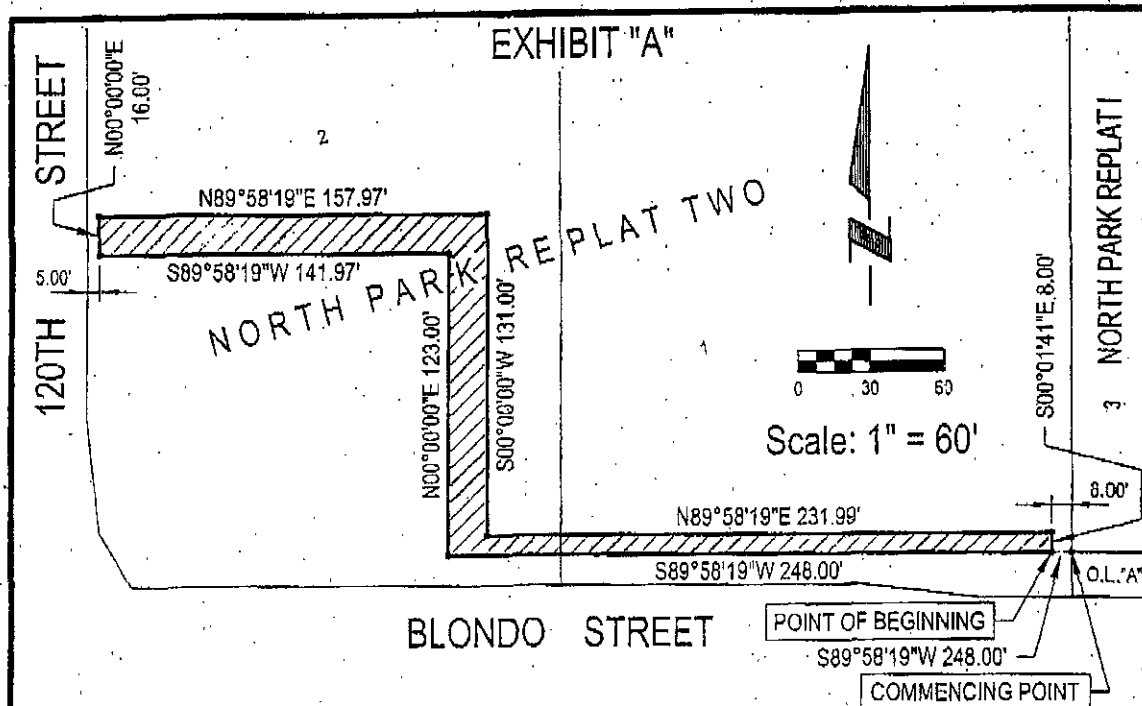 EXHIBIT "A"
120TH STREET
N00°00'00"E
16.00'
2
N89°58'19"E 157.97'
S89°58'19"W 141.97'
5.00'
NORTH PARK REPLAT TWO
N00°00'00"E 123.00'
S00°00'00"W 131.00'
1
0 30 60
Scale: 1" = 60'
S00°01'41"E 8.00'
3 NORTH PARK REPLAT I
8.00'
N89°58'19"E 231.99'
S89°58'19"W 248.00'
O.L. "A"
BLONDO STREET
POINT OF BEGINNING
S89°58'19"W 248.00'
COMMENCING POINT